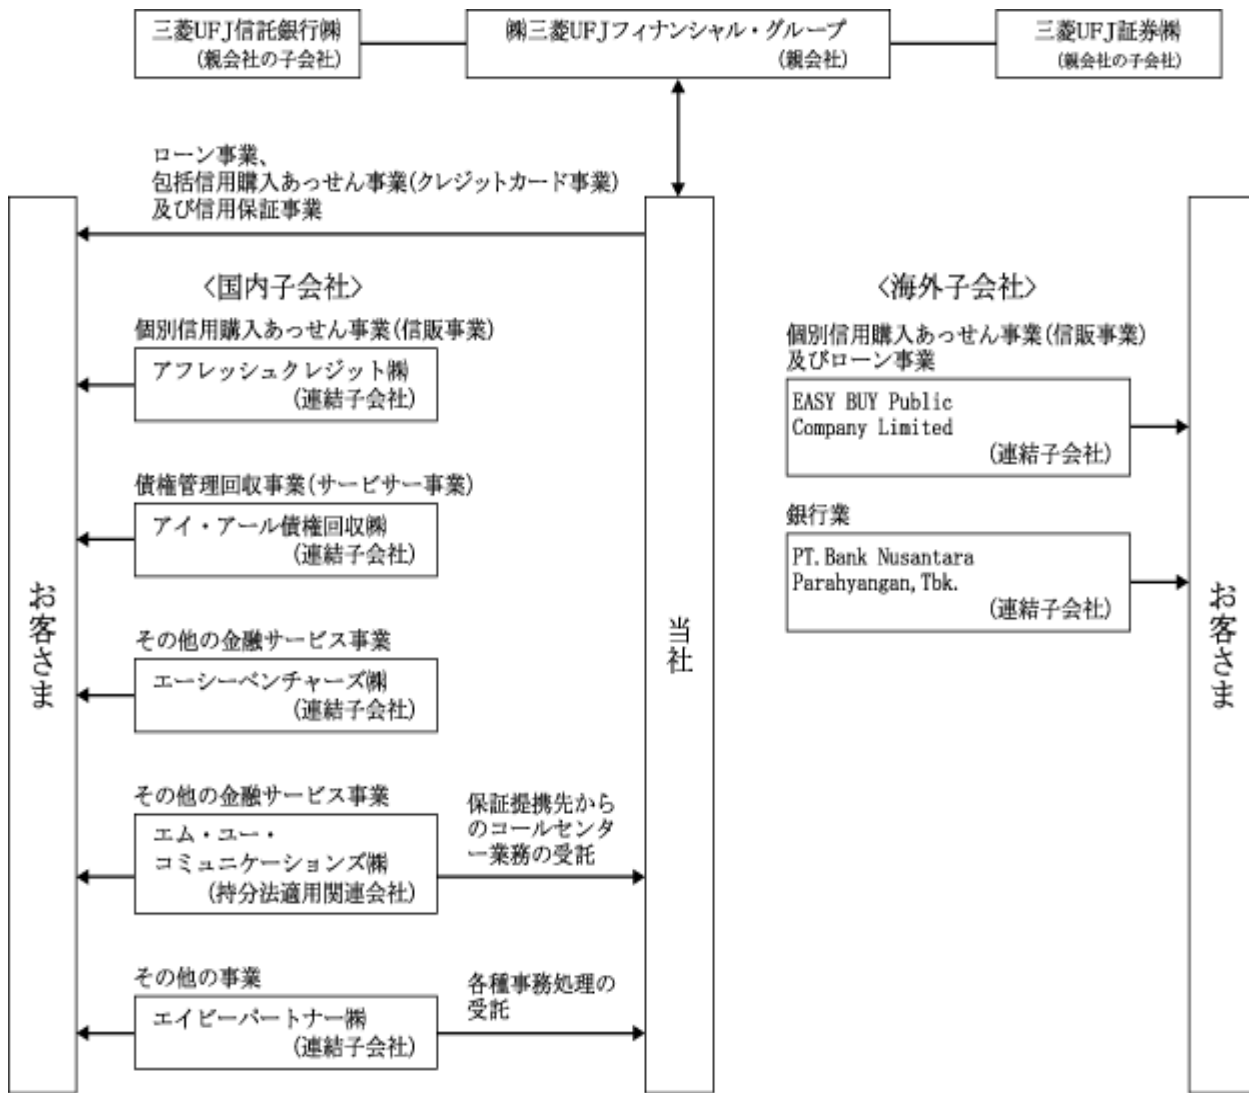 三菱UFJ信託銀行㈱
(親会社の子会社)
㈱三菱UFJフィナンシャル・グループ
(親会社)
三菱UFJ証券㈱
(親会社の子会社)
ローン事業、
包括信用購入あっせん事業(クレジットカード事業)
及び信用保証事業
お客さま
当社
お客さま
<国内子会社>
個別信用購入あっせん事業(信販事業)
アフレッシュクレジット㈱
(連結子会社)
債権管理回収事業(サービサー事業)
アイ・アール債権回収㈱
(連結子会社)
その他の金融サービス事業
エーシーベンチャーズ㈱
(連結子会社)
その他の金融サービス事業
エム・ユー・
コミュニケーションズ㈱
(持分法適用関連会社)
保証提携先から
のコールセンタ
ー業務の受託
その他の事業
エイビーパートナー㈱
(連結子会社)
各種事務処理の
受託
<海外子会社>
個別信用購入あっせん事業(信販事業)
及びローン事業
EASY BUY Public
Company Limited
(連結子会社)
銀行業
PT.Bank Nusantara
Parahyangan,Tbk.
(連結子会社)